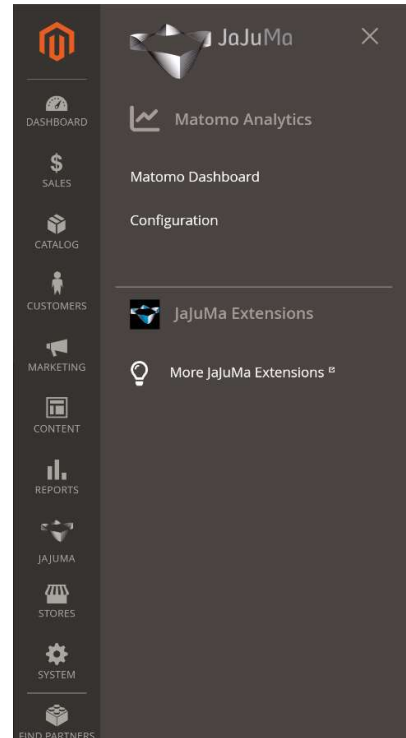 DASHBOARD
SALES
CATALOG
CUSTOMERS
MARKETING
CONTENT
REPORTS
JAJUMA
STORES
SYSTEM
FIND PARTNERS
JaJuMa
Matomo Analytics
Matomo Dashboard
Configuration
JaJuMa Extensions
More JaJuMa Extensions